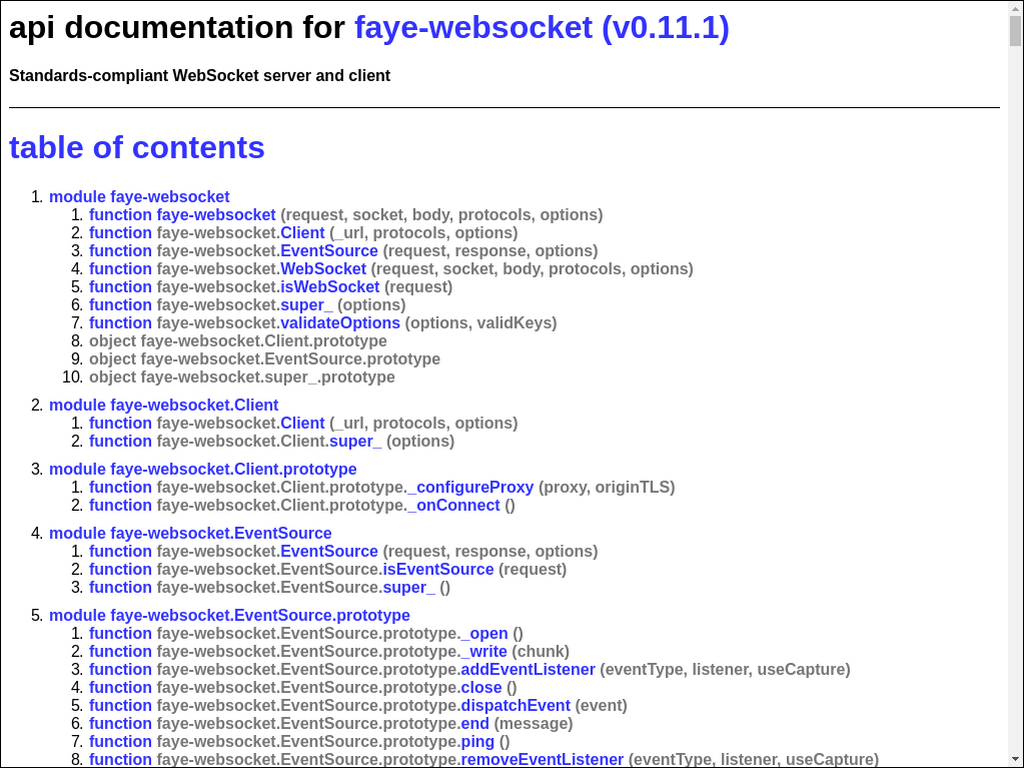 api documentation for faye-websocket (v0.11.1)
Standards-compliant WebSocket server and client
table of contents
1. module faye-websocket
1. function faye-websocket (request, socket, body, protocols, options)
2. function faye-websocket.Client (_url, protocols, options)
3. function faye-websocket.EventSource (request, response, options)
4. function faye-websocket.WebSocket (request, socket, body, protocols, options)
5. function faye-websocket.isWebSocket (request)
6. function faye-websocket.super_ (options)
7. function faye-websocket.validateOptions (options, validKeys)
8. object faye-websocket.Client.prototype
9. object faye-websocket.EventSource.prototype
10. object faye-websocket.super_.prototype
2. module faye-websocket.Client
1. function faye-websocket.Client (_url, protocols, options)
2. function faye-websocket.Client.super_ (options)
3. module faye-websocket.Client.prototype
1. function faye-websocket.Client.prototype._configureProxy (proxy, originTLS)
2. function faye-websocket.Client.prototype._onConnect ()
4. module faye-websocket.EventSource
1. function faye-websocket.EventSource (request, response, options)
2. function faye-websocket.EventSource.isEventSource (request)
3. function faye-websocket.EventSource.super_ ()
5. module faye-websocket.EventSource.prototype
1. function faye-websocket.EventSource.prototype._open ()
2. function faye-websocket.EventSource.prototype._write (chunk)
3. function faye-websocket.EventSource.prototype.addEventListener (eventType, listener, useCapture)
4. function faye-websocket.EventSource.prototype.close ()
5. function faye-websocket.EventSource.prototype.dispatchEvent (event)
6. function faye-websocket.EventSource.prototype.end (message)
7. function faye-websocket.EventSource.prototype.ping ()
8. function faye-websocket.EventSource.prototype.removeEventListener (eventType, listener, useCapture)